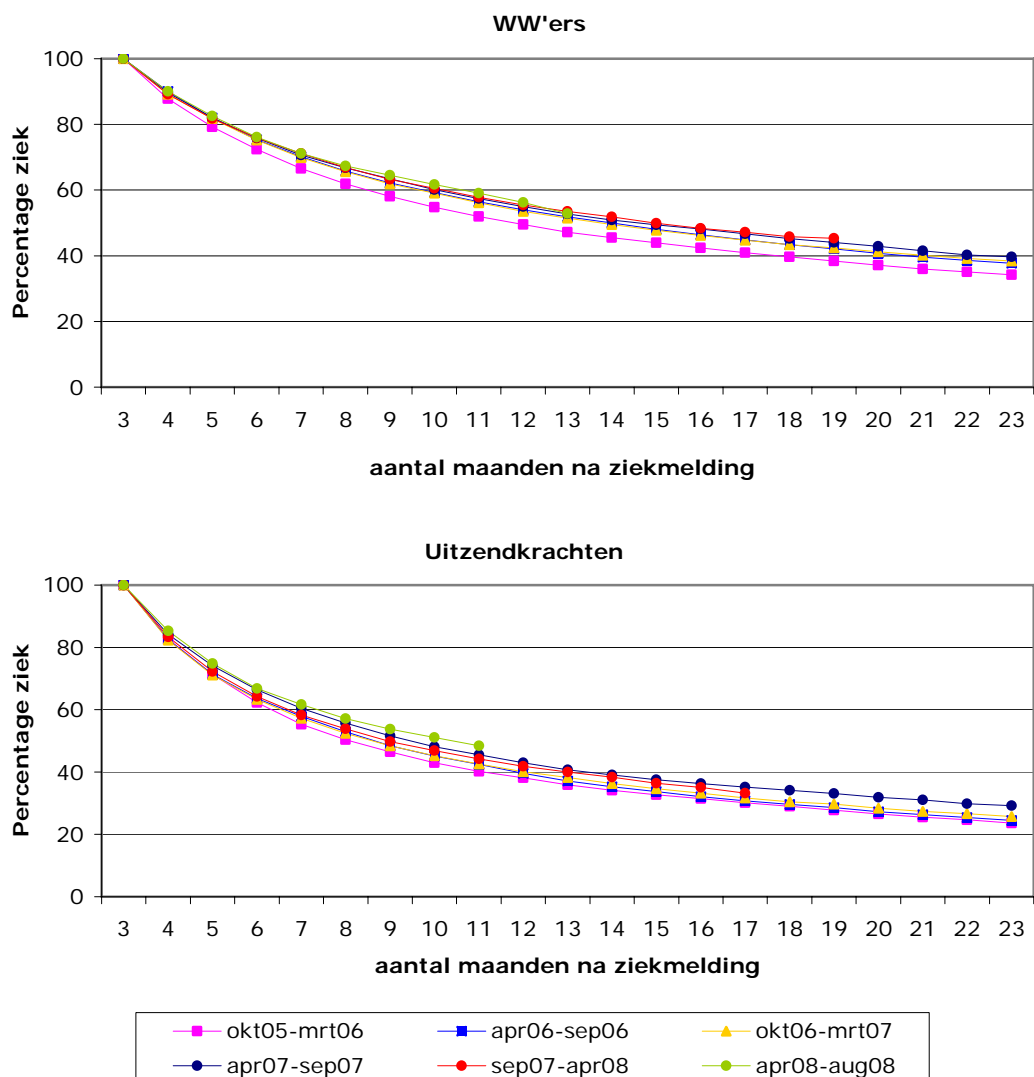 WW'ers
Percentage ziek
100
80
60
40
20
0
3 4 5 6 7 8 9 10 11 12 13 14 15 16 17 18 19 20 21 22 23
aantal maanden na ziekmelding
Uitzendkrachten
Percentage ziek
100
80
60
40
20
0
3 4 5 6 7 8 9 10 11 12 13 14 15 16 17 18 19 20 21 22 23
aantal maanden na ziekmelding
okt05-mrt06 apr06-sep06 okt06-mrt07
apr07-sep07 sep07-apr08 apr08-aug08